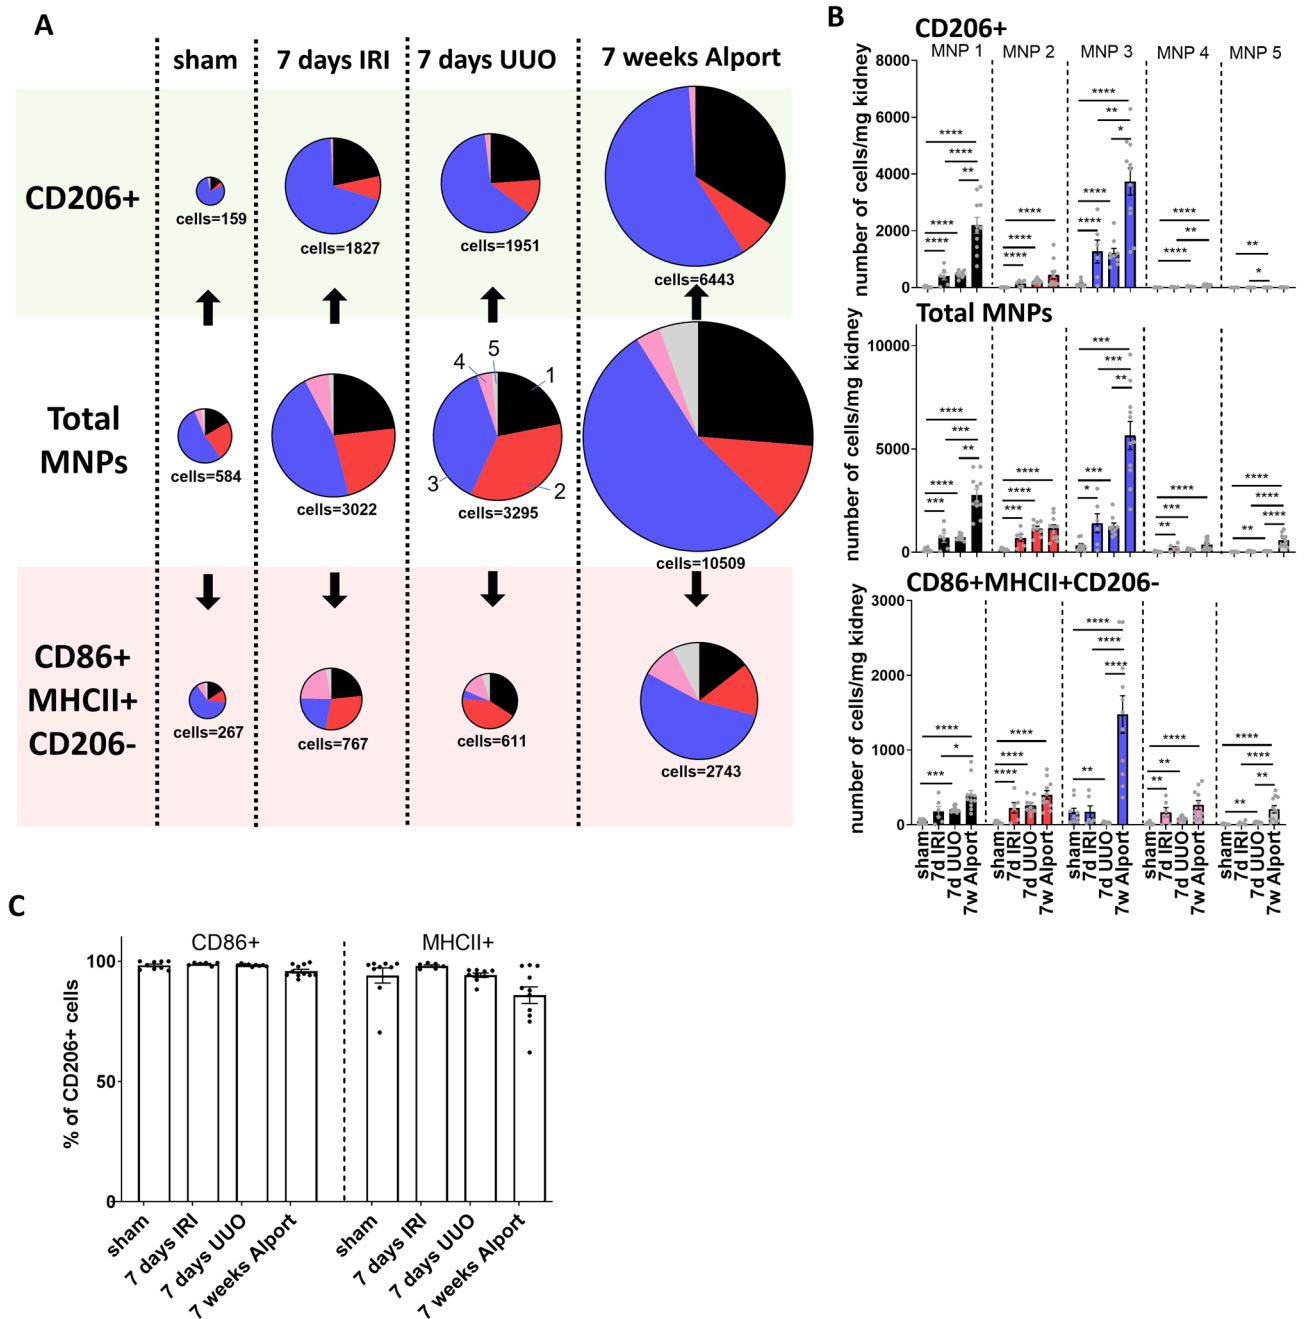 A
sham
7 days IRI
7 days UUO
7 weeks Alport
CD206+
cells=159
cells=1827
cells=1951
cells=6443
Total
MNPs
cells=584
cells=3022
5
4
1
3
2
cells=3295
cells=10509
CD86+
MHCII+
CD206-
cells=267
cells=767
cells=611
cells=2743
B
CD206+
MNP 1
MNP 2
MNP 3
MNP 4
MNP 5
number of cells/mg kidney
8000
6000
4000
2000
0
**** **** ** **** ****
**** **** ****
**** ** * **** ****
**** ** ****
** *
Total MNPs
number of cells/mg kidney
10000
5000
0
**** *** ** **** ***
**** **** ***
*** *** ** *** *
**** *** **
**** **** **** **
CD86+MHCII+CD206-
number of cells/mg kidney
3000
2000
1000
0
**** * ***
**** **** ****
**** **** **** **
**** ** **
**** **** ** **
sham
7d IRI
7d UUO
7w Alport
sham
7d IRI
7d UUO
7w Alport
sham
7d IRI
7d UUO
7w Alport
sham
7d IRI
7d UUO
7w Alport
sham
7d IRI
7d UUO
7w Alport
C
CD86+
MHCII+
% of CD206+ cells
100
50
0
sham
7 days IRI
7 days UUO
7 weeks Alport
sham
7 days IRI
7 days UUO
7 weeks Alport